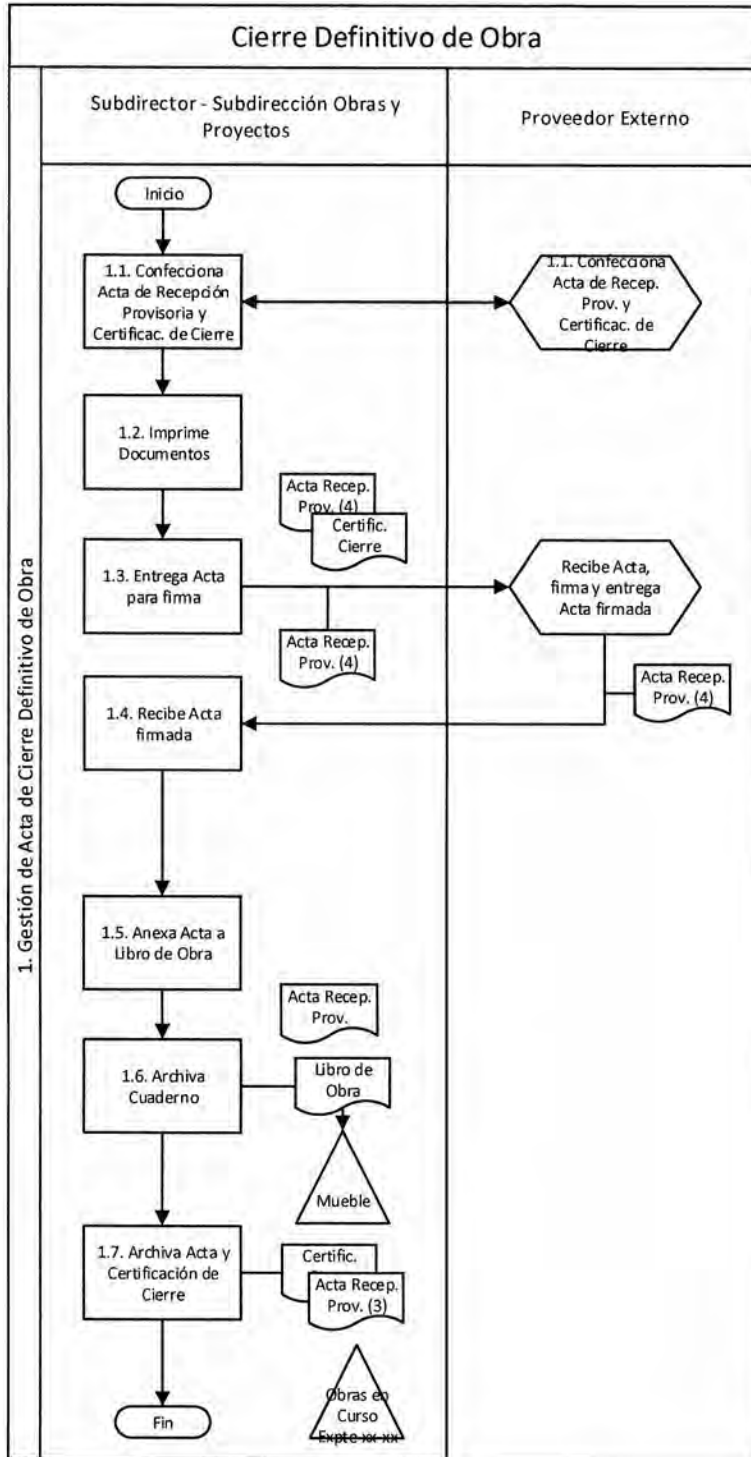 Cierre Definitivo de Obra
Subdirector - Subdirección Obras y
Proyectos
Proveedor Externo
1. Gestión de Acta de Cierre Definitivo de Obra
Inicio
1.1. Confecciona
Acta de Recepción
Provisoria y
Certificac. de Cierre
1.1. Confecciona
Acta de Recep.
Prov. y
Certificac. de
Cierre
1.2. Imprime
Documentos
Acta Recep.
Prov. (4)
Certific.
Cierre
1.3. Entrega Acta
para firma
Recibe Acta,
firma y entrega
Acta firmada
Acta Recep.
Prov. (4)
Acta Recep.
Prov. (4)
1.4. Recibe Acta
firmada
1.5. Anexa Acta a
Libro de Obra
Acta Recep.
Prov.
1.6. Archiva
Cuaderno
Libro de
Obra
Mueble
1.7. Archiva Acta y
Certificación de
Cierre
Certific.
Acta Recep.
Prov. (3)
Obras en
Curso
Expte xx-xx
Fin